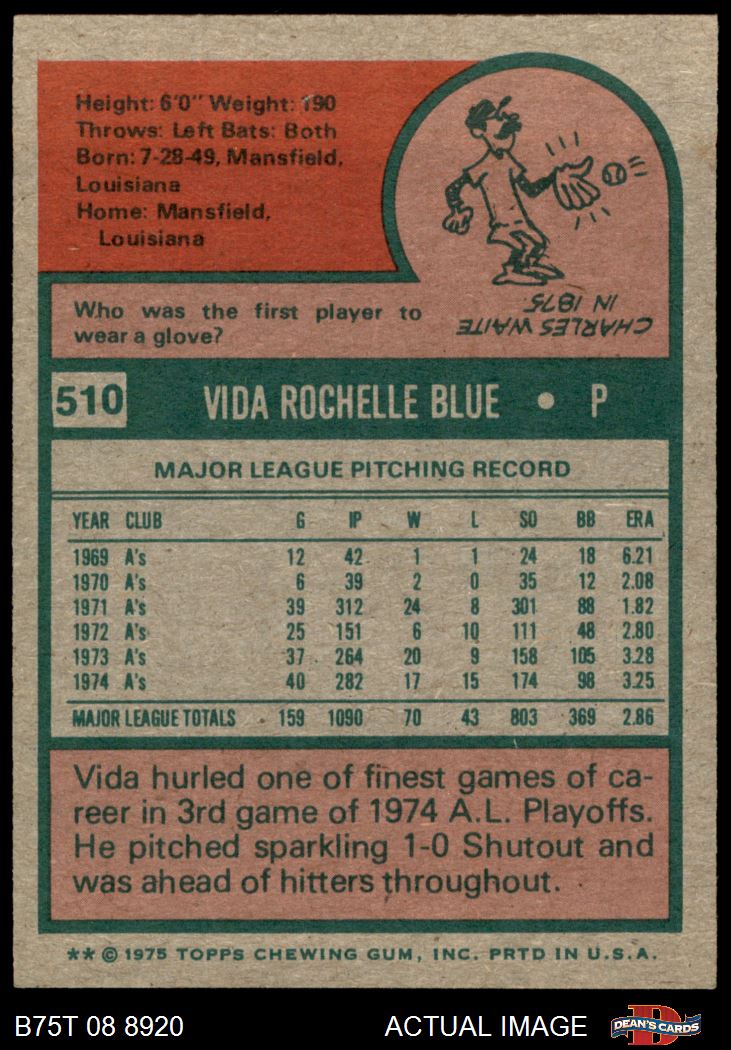 Height: 6'0" Weight: 190
Throws: Left Bats: Both
Born: 7-28-49, Mansfield,
Louisiana
Home: Mansfield,
Louisiana
Who was the first player to
wear a glove?
CHARLES WAITE
IN 1875
510 VIDA ROCHELLE BLUE • P
MAJOR LEAGUE PITCHING RECORD
YEAR CLUB G IP W L SO BB ERA
1969 A's 12 42 1 1 24 18 6.21
1970 A's 6 39 2 0 35 12 2.08
1971 A's 39 312 24 8 301 88 1.82
1972 A's 25 151 6 10 111 48 2.80
1973 A's 37 264 20 9 158 105 3.28
1974 A's 40 282 17 15 174 98 3.25
MAJOR LEAGUE TOTALS 159 1090 70 43 803 369 2.86
Vida hurled one of finest games of ca-
reer in 3rd game of 1974 A.L. Playoffs.
He pitched sparkling 1-0 Shutout and
was ahead of hitters throughout.
** © 1975 TOPPS CHEWING GUM, INC. PRTD IN U.S.A.
B75T 08 8920 ACTUAL IMAGE D DEAN'S CARDS